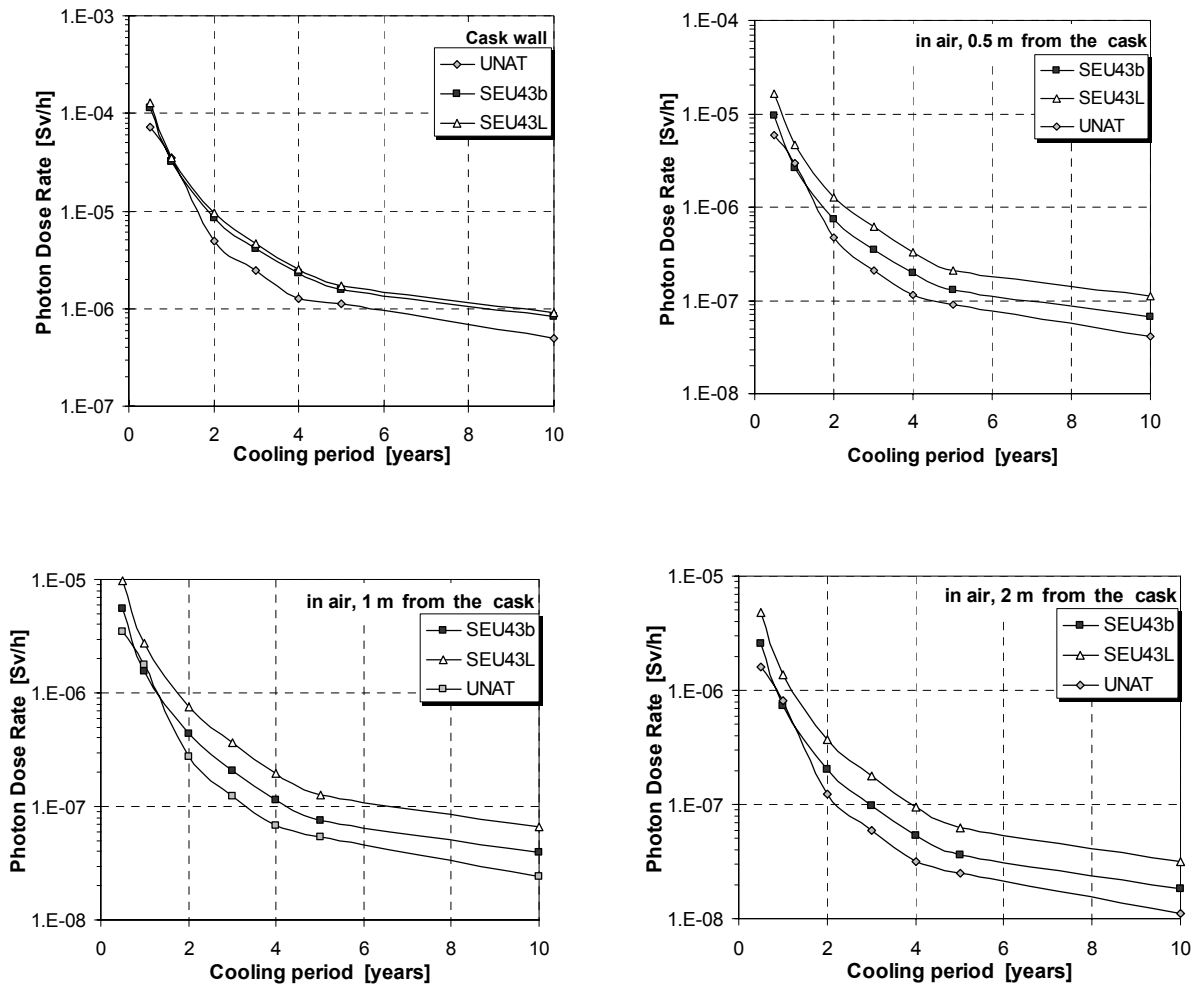 Cask wall
UNAT
SEU43b
SEU43L
1.E-03
1.E-04
1.E-05
1.E-06
1.E-07
Photon Dose Rate [Sv/h]
0 2 4 6 8 10
Cooling period [years]
in air, 0.5 m from the cask
SEU43b
SEU43L
UNAT
1.E-04
1.E-05
1.E-06
1.E-07
1.E-08
Photon Dose Rate [Sv/h]
0 2 4 6 8 10
Cooling period [years]
in air, 1 m from the cask
SEU43b
SEU43L
UNAT
1.E-05
1.E-06
1.E-07
1.E-08
Photon Dose Rate [Sv/h]
0 2 4 6 8 10
Cooling period [years]
in air, 2 m from the cask
SEU43b
SEU43L
UNAT
1.E-05
1.E-06
1.E-07
1.E-08
Photon Dose Rate [Sv/h]
0 2 4 6 8 10
Cooling period [years]